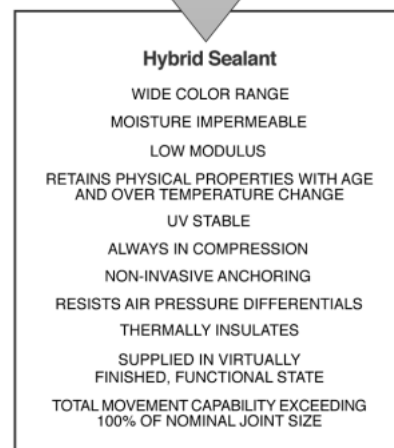 Hybrid Sealant
WIDE COLOR RANGE
MOISTURE IMPERMEABLE
LOW MODULUS
RETAINS PHYSICAL PROPERTIES WITH AGE
AND OVER TEMPERATURE CHANGE
UV STABLE
ALWAYS IN COMPRESSION
NON-INVASIVE ANCHORING
RESISTS AIR PRESSURE DIFFERENTIALS
THERMALLY INSULATES
SUPPLIED IN VIRTUALLY
FINISHED, FUNCTIONAL STATE
TOTAL MOVEMENT CAPABILITY EXCEEDING
100% OF NOMINAL JOINT SIZE